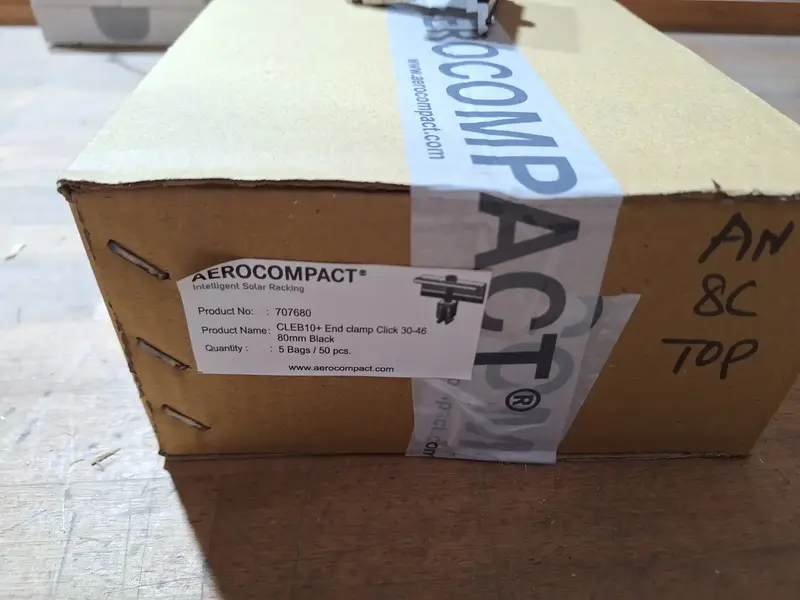 AEROCOMPACT
www.aerocompact.com
AEROCOMPACT®
Intelligent Solar Racking
Product No: : 707680
Product Name: CLEB10+ End clamp Click 30-46
80mm Black
Quantity : : 5 Bags / 50 pcs.
www.aerocompact.com
®
COM
AN
8C
TOP